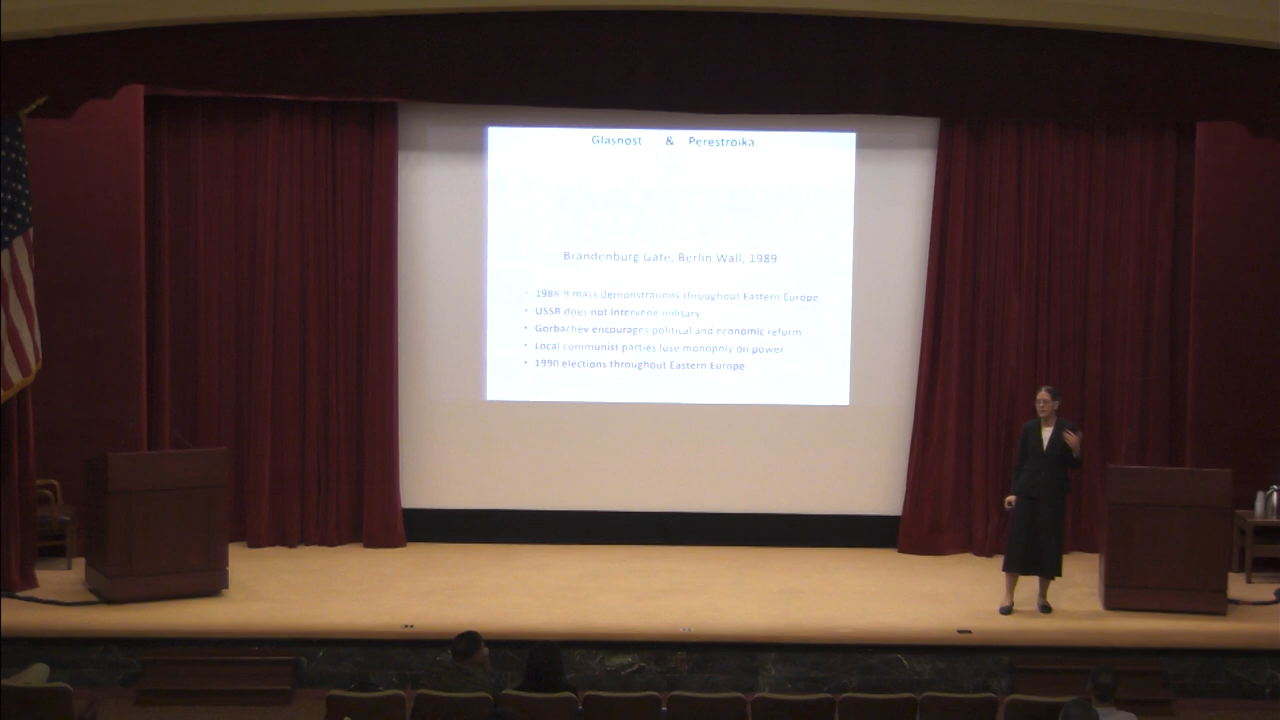 Glasnost & Perestroika
Brandenburg Gate, Berlin Wall, 1989
• 1988-9 mass demonstrations throughout Eastern Europe
• USSR does not intervene military
• Gorbachev encourages political and economic reform
• Local communist parties lose monopoly on power
• 1990 elections throughout Eastern Europe